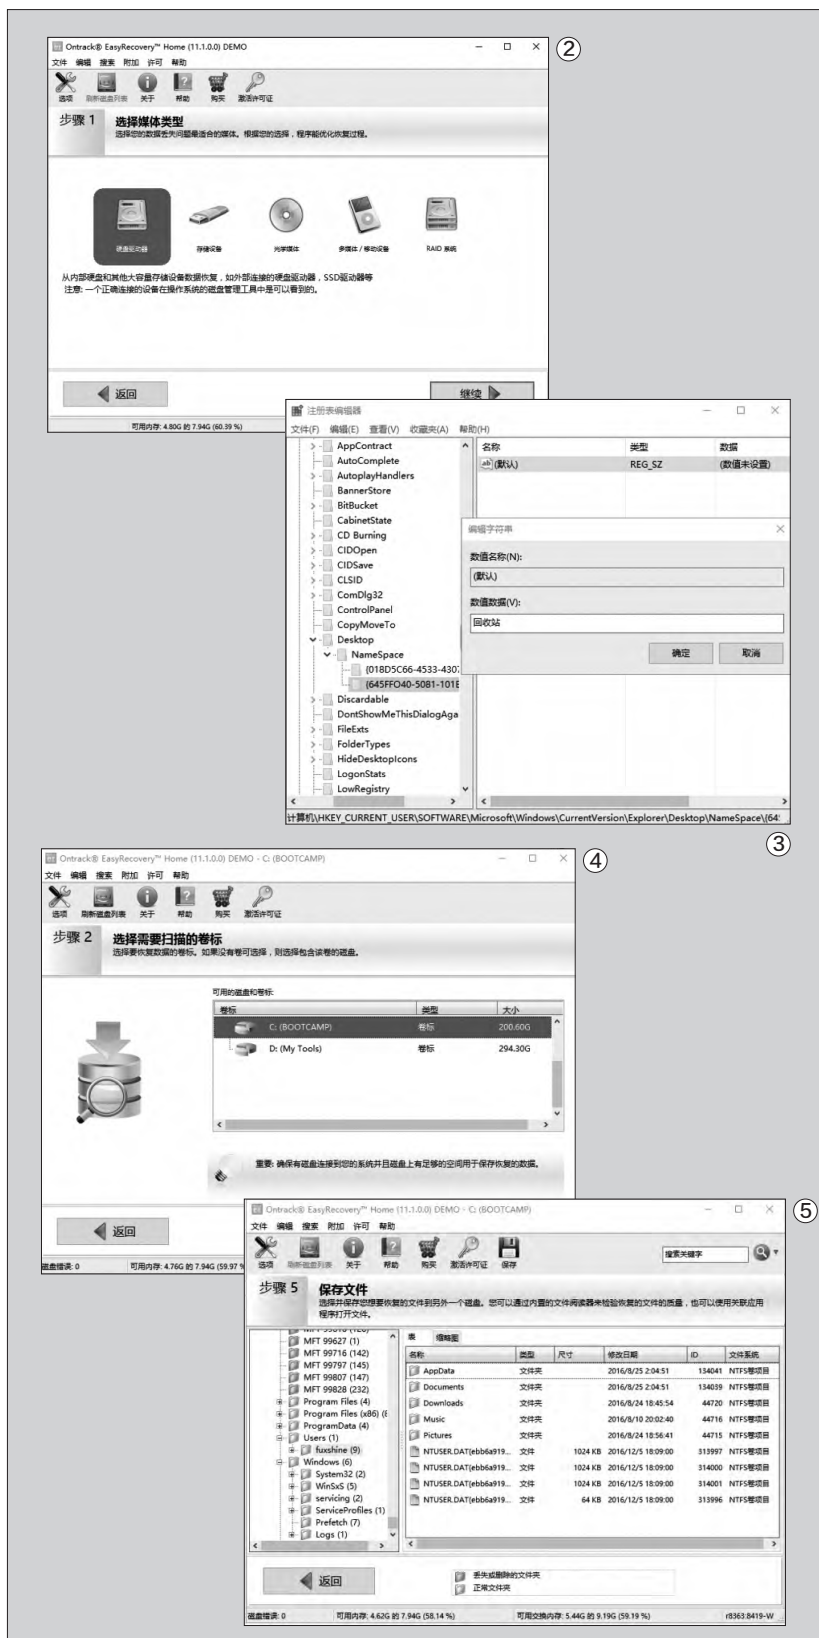 ②
Ontrack® EasyRecovery™ Home (11.1.0.0) DEMO
文件 编辑 搜索 附加 许可 帮助
选项 刷新磁盘列表 关于 帮助 购买 激活许可证
步骤 1 选择媒体类型
选择您的数据丢失问题最适合的媒体。根据您的选择，程序能优化恢复过程。
硬盘驱动器 存储设备 光学媒体 多媒体 / 移动设备 RAID 系统
从内部硬盘和其他大容量存储设备数据恢复，如外部连接的硬盘驱动器，SSD驱动器等
注意: 一个正确连接的设备在操作系统的磁盘管理工具中是可以看到的。
返回 继续
可用内存: 4.80G 的 7.94G (60.39 %)
注册表编辑器
文件(F) 编辑(E) 查看(V) 收藏夹(A) 帮助(H)
AppContract
AutoComplete
AutoplayHandlers
BannerStore
BitBucket
CabinetState
CD Burning
CIDOpen
CIDSave
CLSID
ComDlg32
ControlPanel
CopyMoveTo
Desktop
NameSpace
{018D5C66-4533-4307
{645FFO40-5081-101B
Discardable
DontShowMeThisDialogAga
FileExts
FolderTypes
HideDesktopIcons
LogonStats
LowRegistry
名称 类型 数据
ab (默认) REG_SZ (数值未设置)
编辑字符串
数值名称(N):
(默认)
数值数据(V):
回收站
确定 取消
计算机\HKEY_CURRENT_USER\SOFTWARE\Microsoft\Windows\CurrentVersion\Explorer\Desktop\NameSpace\{64
③
④
Ontrack® EasyRecovery™ Home (11.1.0.0) DEMO - C: (BOOTCAMP)
文件 编辑 搜索 附加 许可 帮助
选项 刷新磁盘列表 关于 帮助 购买 激活许可证
步骤 2 选择需要扫描的卷标
选择要恢复数据的卷标。如果没有卷可选择，则选择包含该卷的磁盘。
可用的磁盘和卷标:
卷标 类型 大小
C: (BOOTCAMP) 卷标 200.60G
D: (My Tools) 卷标 294.30G
重要: 确保有磁盘连接到您的系统并且磁盘上有足够的空间用于保存恢复的数据。
返回
磁盘错误: 0 可用内存: 4.76G 的 7.94G (59.97 %
⑤
Ontrack® EasyRecovery™ Home (11.1.0.0) DEMO - C: (BOOTCAMP)
文件 编辑 搜索 附加 许可 帮助
选项 刷新磁盘列表 关于 帮助 购买 激活许可证 保存
搜索关键字
步骤 5 保存文件
选择并保存您想要恢复的文件到另外一个磁盘。您可以通过内置的文件阅读器来检验恢复的文件的质量，也可以使用关联应用
程序打开文件。
MFT 99627 (1)
MFT 99716 (142)
MFT 99797 (145)
MFT 99807 (147)
MFT 99828 (232)
Program Files (4)
Program Files (x86) (8
ProgramData (4)
Users (1)
fuxshine (9)
Windows (6)
System32 (2)
WinSxS (5)
servicing (2)
ServiceProfiles (1)
Prefetch (7)
Logs (1)
表 缩略图
名称 类型 尺寸 修改日期 ID 文件系统
AppData 文件夹 2016/8/25 2:04:51 134041 NTFS卷项目
Documents 文件夹 2016/8/25 2:04:51 134039 NTFS卷项目
Downloads 文件夹 2016/8/24 18:45:54 44720 NTFS卷项目
Music 文件夹 2016/8/10 20:02:40 44716 NTFS卷项目
Pictures 文件夹 2016/8/24 18:56:41 44715 NTFS卷项目
NTUSER.DAT{ebb6a919... 文件 1024 KB 2016/12/5 18:09:00 313997 NTFS卷项目
NTUSER.DAT{ebb6a919... 文件 1024 KB 2016/12/5 18:09:00 314000 NTFS卷项目
NTUSER.DAT{ebb6a919... 文件 1024 KB 2016/12/5 18:09:00 314001 NTFS卷项目
NTUSER.DAT{ebb6a919... 文件 64 KB 2016/12/5 18:09:00 313996 NTFS卷项目
返回
丢失或删除的文件夹
正常文件夹
磁盘错误: 0 可用内存: 4.62G 的 7.94G (58.14 %) 可用交换内存: 5.44G 的 9.19G (59.19 %) r8363:8419-W